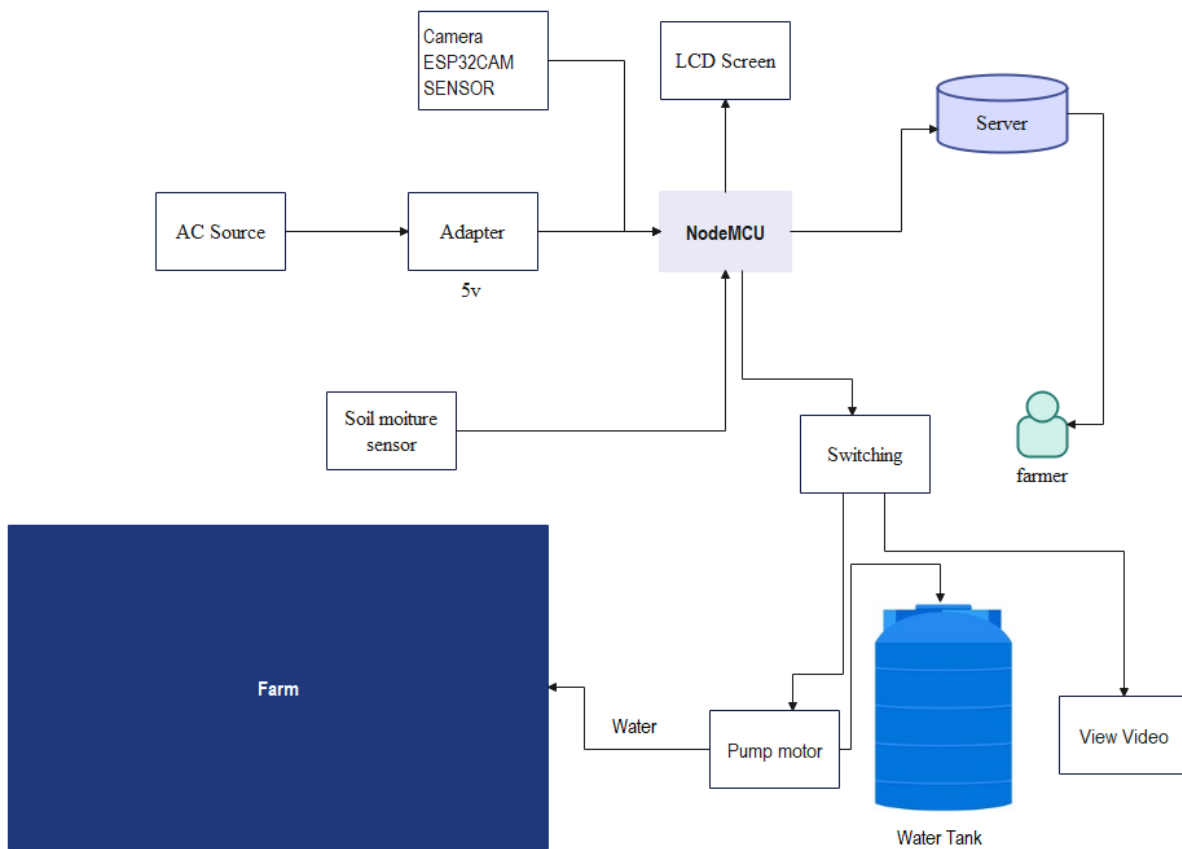 Camera
ESP32CAM
SENSOR
LCD Screen
Server
AC Source
Adapter
NodeMCU
5v
Soil moiture
sensor
Switching
farmer
Farm
Water
Pump motor
View Video
Water Tank